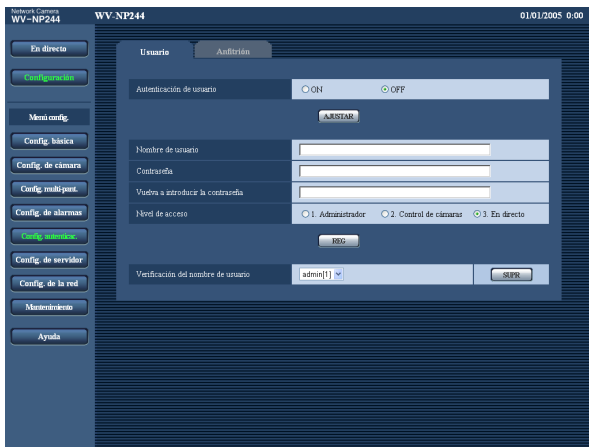 Network Camera
WV-NP244
WV-NP244
01/01/2005 0:00
En directo
Configuración
Menú config.
Config. básica
Config. de cámara
Config. multi-pant.
Config. de alarmas
Config. autenticac.
Config. de servidor
Config. de la red
Mantenimiento
Ayuda
Usuario
Anfitrión
Autenticación de usuario
ON
OFF
AJUSTAR
Nombre de usuario
Contraseña
Vuelva a introducir la contraseña
Nivel de acceso
1. Administrador
2. Control de cámaras
3. En directo
REG
Verificación del nombre de usuario
admin[1]
SUPR